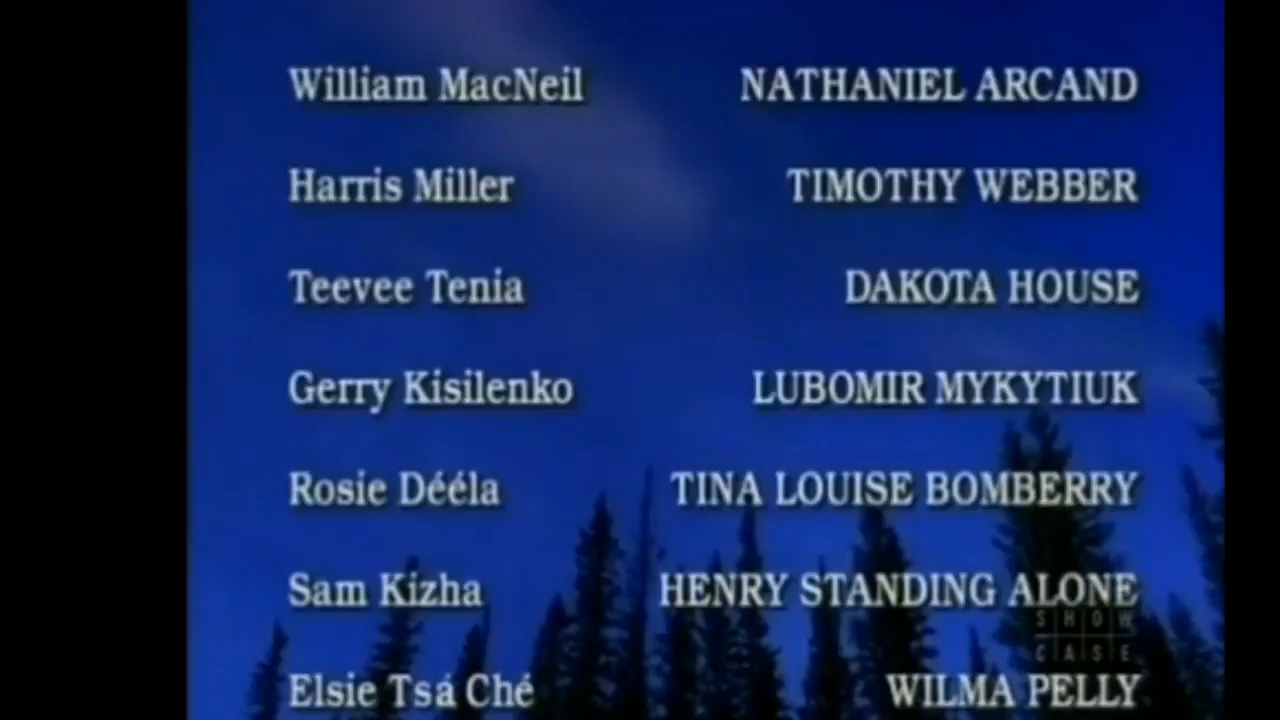 William MacNeil NATHANIEL ARCAND
Harris Miller TIMOTHY WEBBER
Teevee Tenia DAKOTA HOUSE
Gerry Kisilenko LUBOMIR MYKYTIUK
Rosie Dééla TINA LOUISE BOMBERRY
Sam Kizha HENRY STANDING ALONE
SHOW
CASE
Elsie Tsá Ché WILMA PELLY